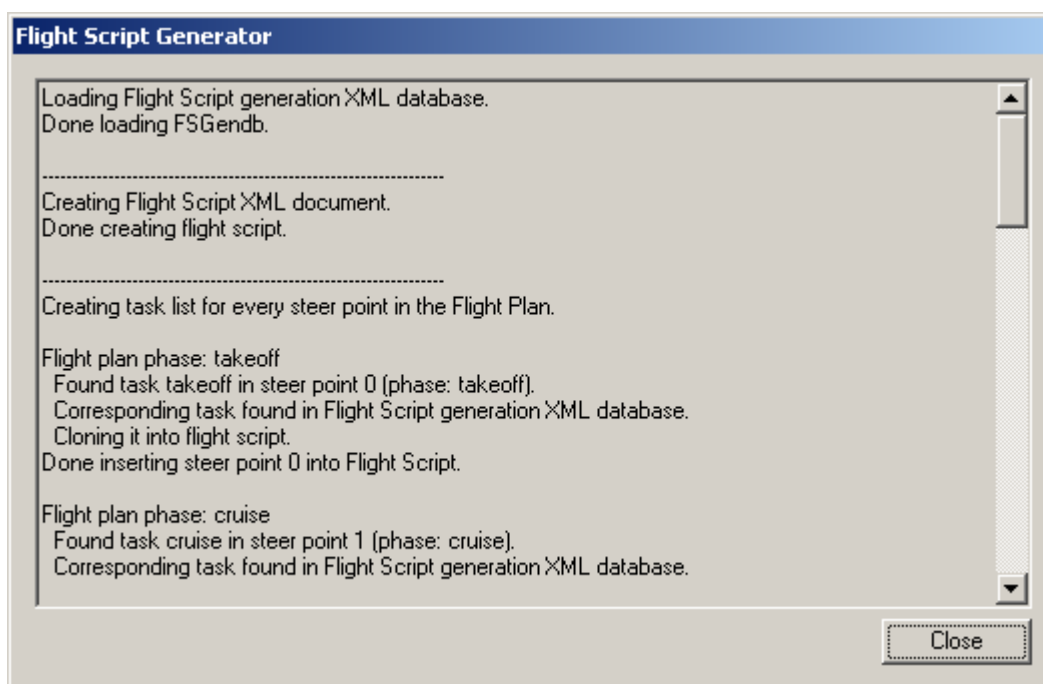 Flight Script Generator
Loading Flight Script generation XML database.
Done loading FSGendb.
-------------------------------------------------------------------
Creating Flight Script XML document.
Done creating flight script.
-------------------------------------------------------------------
Creating task list for every steer point in the Flight Plan.
Flight plan phase: takeoff
Found task takeoff in steer point 0 (phase: takeoff).
Corresponding task found in Flight Script generation XML database.
Cloning it into flight script.
Done inserting steer point 0 into Flight Script.
Flight plan phase: cruise
Found task cruise in steer point 1 (phase: cruise).
Corresponding task found in Flight Script generation XML database.
Close